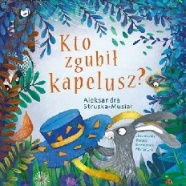 Kto
zgubił
kapelusz?
Aleksandra
Struska-Musiał